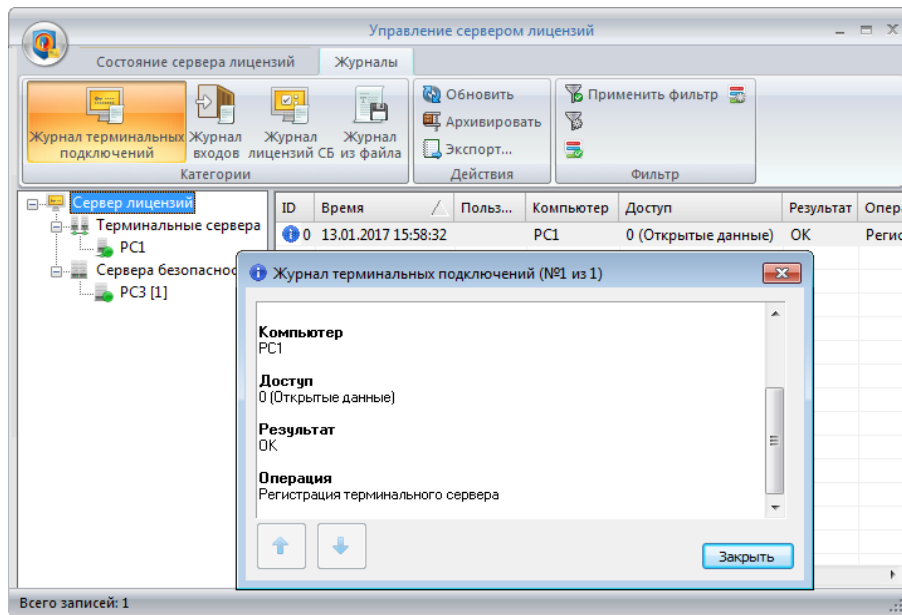 Управление сервером лицензий
Состояние сервера лицензий Журналы
Журнал терминальных подключений
Журнал входов
Журнал лицензий СБ
Журнал из файла
Категории
Обновить
Архивировать
Экспорт...
Действия
Применить фильтр
Фильтр
Сервер лицензий
Терминальные сервера
PC1
Сервера безопаснос
PC3 [1]
ID Время Польз... Компьютер Доступ Результат Опер
0 13.01.2017 15:58:32 PC1 0 (Открытые данные) OK Регис
Журнал терминальных подключений (№1 из 1)
Компьютер
PC1
Доступ
0 (Открытые данные)
Результат
OK
Операция
Регистрация терминального сервера
Закрыть
Всего записей: 1